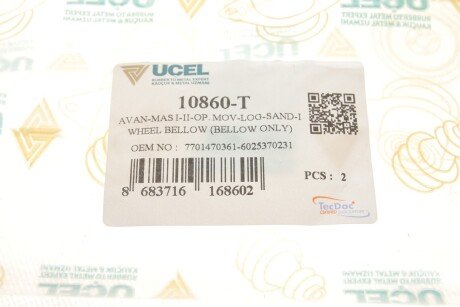 UCEL
RUBBER TO METAL EXPERT
KAUÇUK & METAL UZMANI
10860-T
AVAN-MAS I-II-OP. MOV-LOG-SAND-I
WHEEL BELLOW (BELLOW ONLY)
OEM NO : 7701470361-6025370231
PCS : 2
8 683716 168602
TecDoc